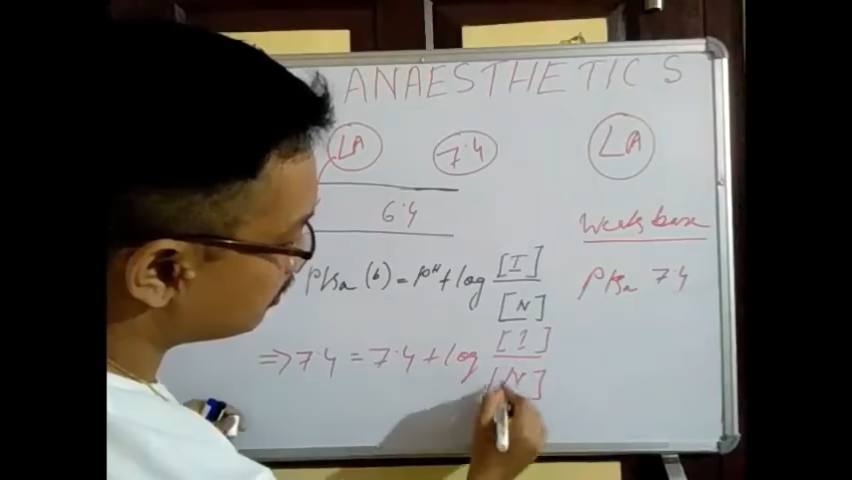 ANAESTHETICS
LA 7.4 LA
6.4
Weak base
pKa 7.4
pKa (b) = pH + log [I] / [N]
=> 7.4 = 7.4 + log [I] / [N]